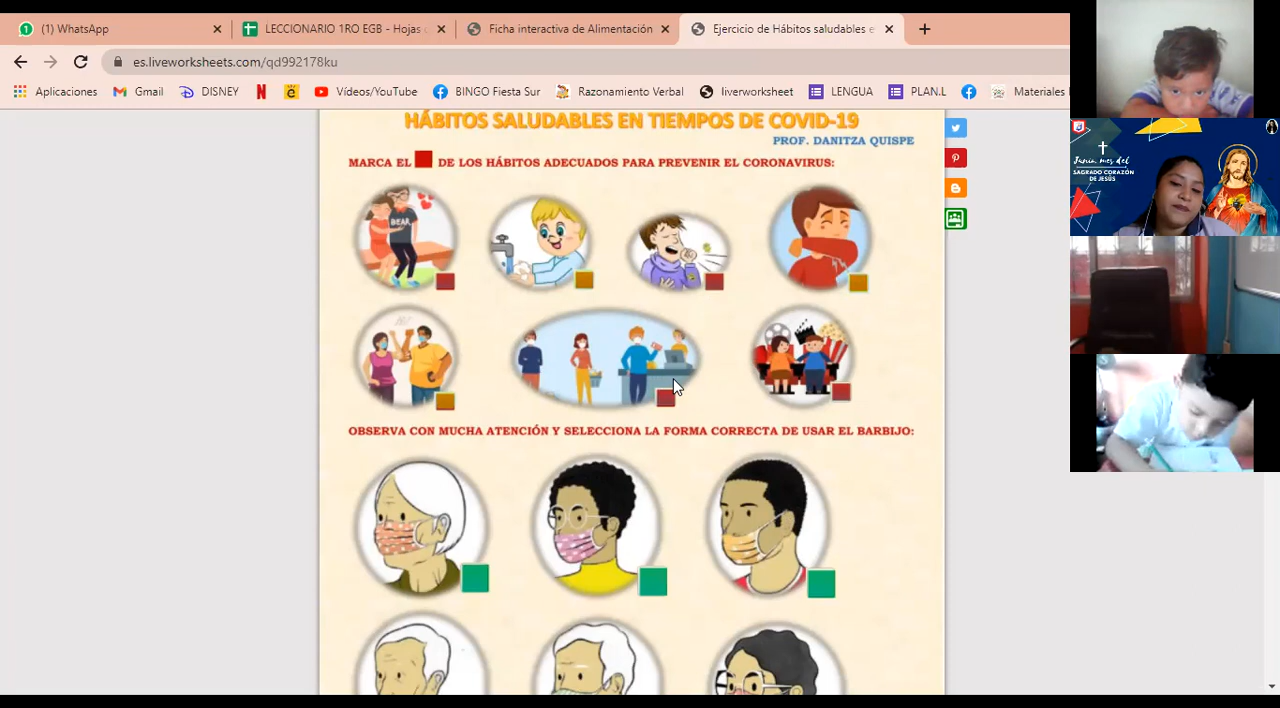 (1) WhatsApp
LECCIONARIO 1RO EGB - Hojas
Ficha interactiva de Alimentación
Ejercicio de Hábitos saludables e
es.liveworksheets.com/qd992178ku
Aplicaciones
Gmail
DISNEY
Vídeos/YouTube
BINGO Fiesta Sur
Razonamiento Verbal
liverworksheet
LENGUA
PLAN.L
Materiales
HÁBITOS SALUDABLES EN TIEMPOS DE COVID-19
PROF. DANITZA QUISPE
MARCA EL DE LOS HÁBITOS ADECUADOS PARA PREVENIR EL CORONAVIRUS:
BEAR
OBSERVA CON MUCHA ATENCIÓN Y SELECCIONA LA FORMA CORRECTA DE USAR EL BARBIJO:
Junio, mes del
SAGRADO CORAZÓN
DE JESÚS